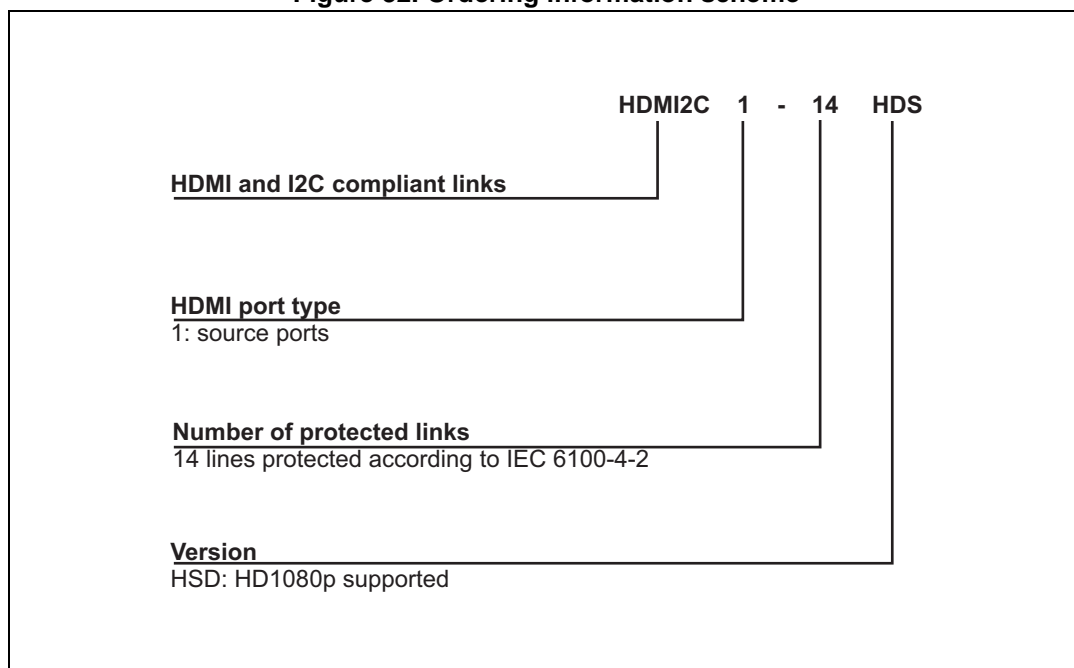 Figure 32. Ordering information scheme
HDMI2C 1 - 14 HDS
HDMI and I2C compliant links
HDMI port type
1: source ports
Number of protected links
14 lines protected according to IEC 6100-4-2
Version
HSD: HD1080p supported